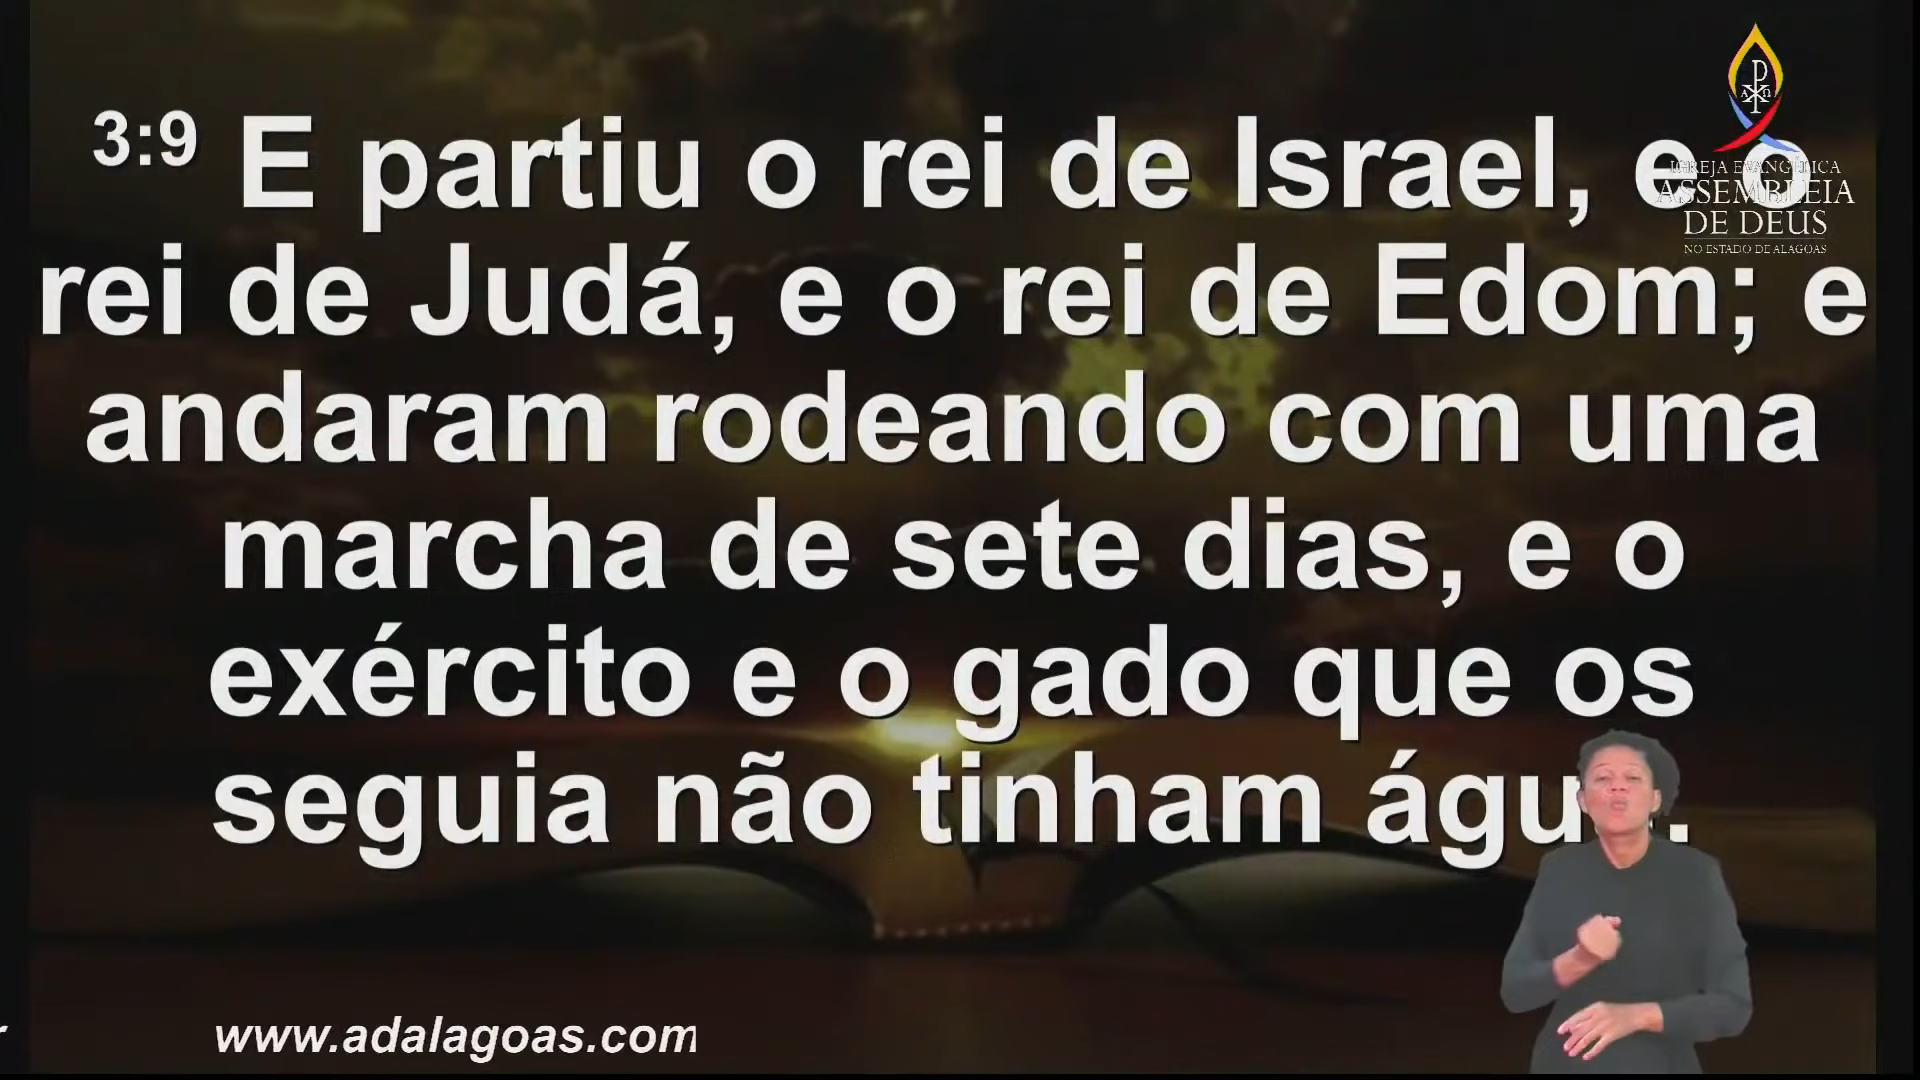 3:9 E partiu o rei de Israel, e o
rei de Judá, e o rei de Edom; e
andaram rodeando com uma
marcha de sete dias, e o
exército e o gado que os
seguia não tinham água.
IGREJA EVANGÉLICA
ASSEMBLEIA
DE DEUS
NO ESTADO DE ALAGOAS
www.adalagoas.com